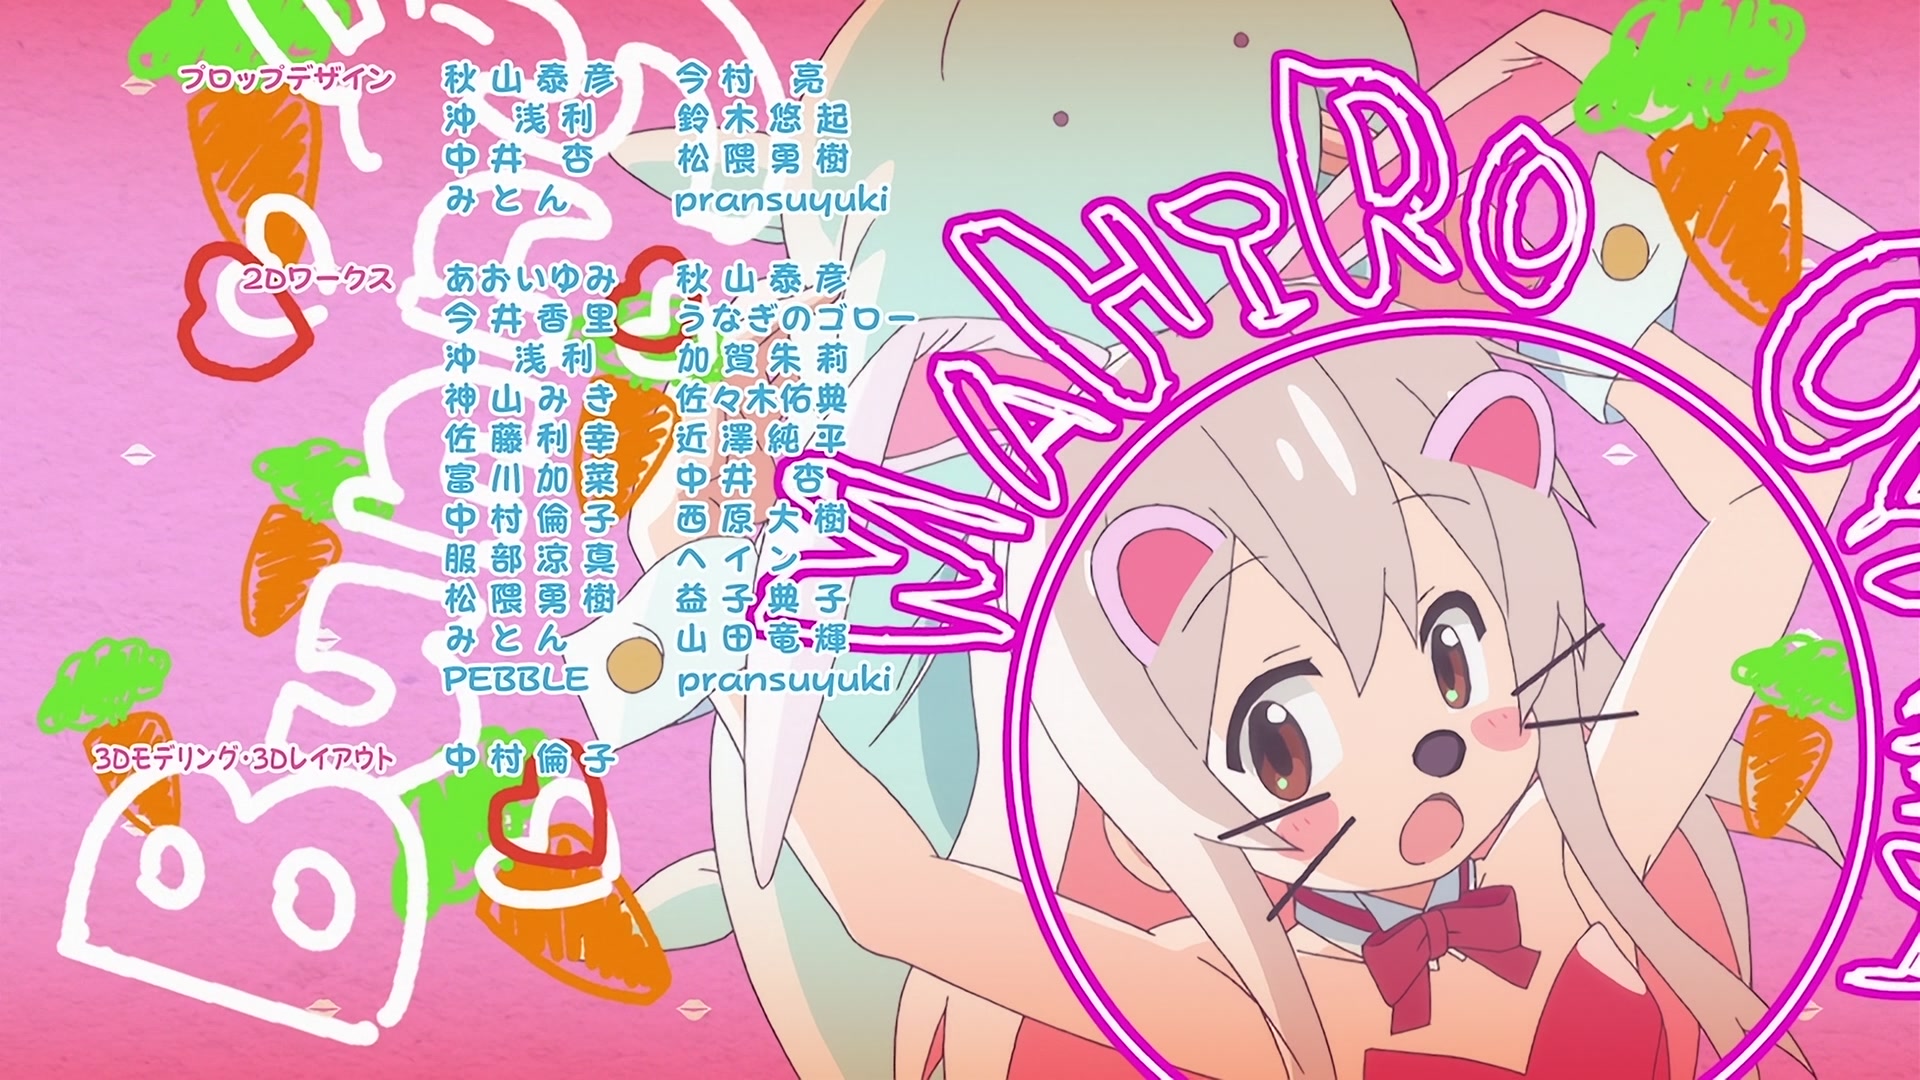 プロップデザイン 秋山泰彦 今村 亮
沖 浅利 鈴木悠起
中井 杏 松隈勇樹
みとん pransuyuki
2Dワークス あおいゆみ 秋山泰彦
今井香里 うなぎのゴロー
沖 浅利 加賀朱莉
神山みき 佐々木佑典
佐藤利幸 近澤純平
富川加菜 中井 杏
中村倫子 西原大樹
服部涼真 ヘイン
松隈勇樹 益子典子
みとん 山田竜輝
PEBBLE pransuyuki
3Dモデリング・3Dレイアウト 中村倫子
MAHIRO